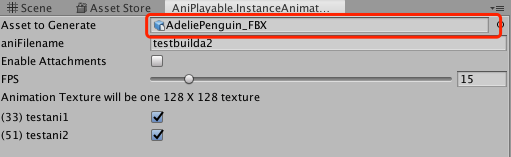 Scene Asset Store AniPlayable.InstanceAnimat...
Asset to Generate AdeliePenguin_FBX
aniFilename testbuilda2
Enable Attachments
FPS 15
Animation Texture will be one 128 X 128 texture
(33) testani1
(51) testani2